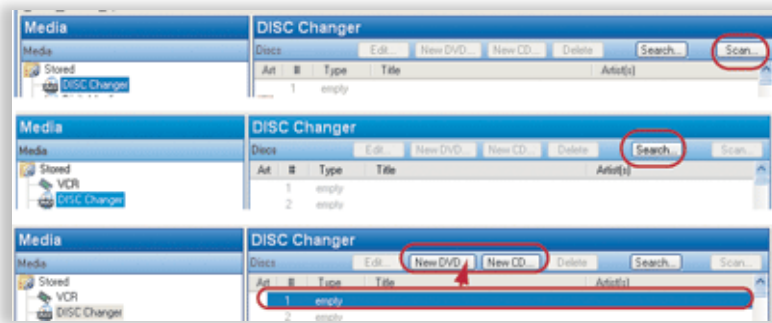 Media DISC Changer
Media Discs Edit... New DVD... New CD... Delete Search... Scan...
Stored Art # Type Title Artist(s)
DISC Changer 1 empty
Media DISC Changer
Media Discs Edit... New DVD... New CD... Delete Search... Scan...
Stored Art # Type Title Artist(s)
VCR 1 empty
DISC Changer 2 empty
Media DISC Changer
Media Discs Edit... New DVD... New CD... Delete Search... Scan...
Stored Art # Type Title Artist(s)
VCR 1 empty
DISC Changer 2 empty